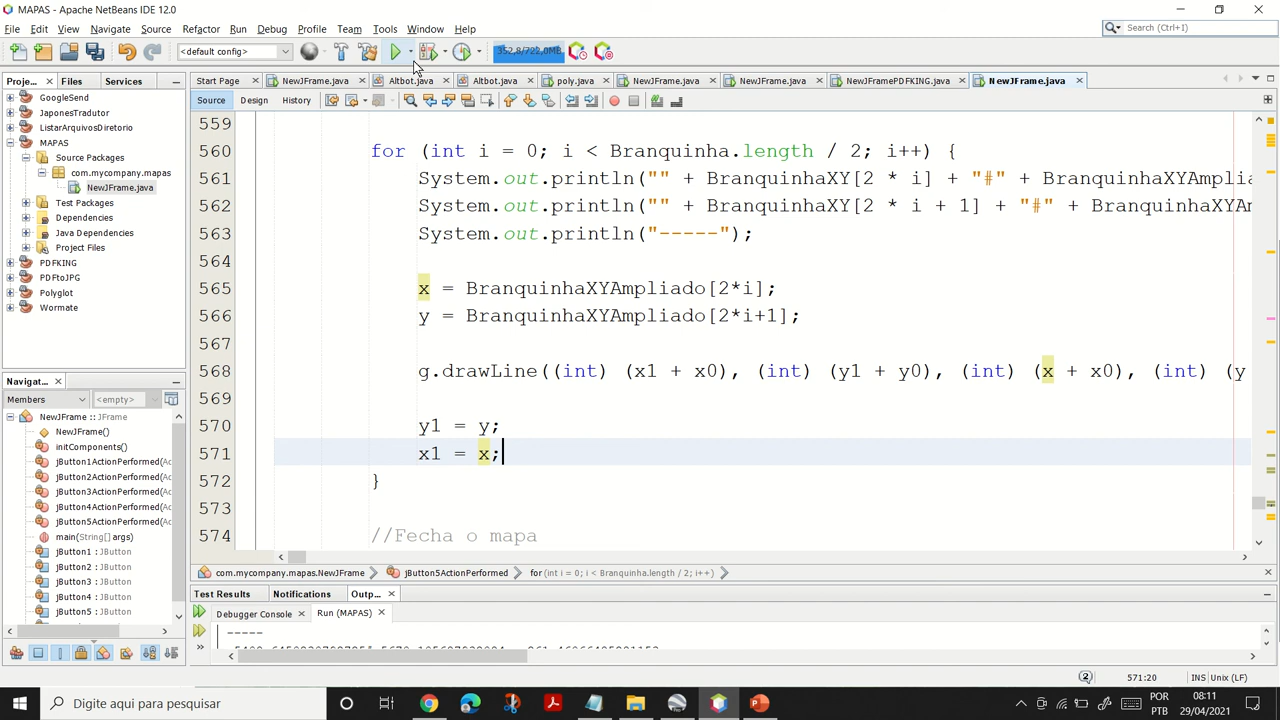 MAPAS - Apache NetBeans IDE 12.0
File Edit View Navigate Source Refactor Run Debug Profile Team Tools Window Help
Search (Ctrl+I)
<default config>
352,8/722,0MB
Proj... Files Services
Start Page NewJFrame.java Altbot.java Altbot.java poly.java NewJFrame.java NewJFrame.java NewJFramePDFKING.java NewJFrame.java
Source Design History
GoogleSend
JaponesTradutor
ListarArquivosDiretorio
MAPAS
Source Packages
com.mycompany.mapas
NewJFrame.java
Test Packages
Dependencies
Java Dependencies
Project Files
PDFKING
PDFtoJPG
Polyglot
Wormate
559
560 for (int i = 0; i < Branquinha.length / 2; i++) {
561 System.out.println("" + BranquinhaXY[2 * i] + "#" + BranquinhaXYAmplia
562 System.out.println("" + BranquinhaXY[2 * i + 1] + "#" + BranquinhaXYAm
563 System.out.println("-----");
564
565 x = BranquinhaXYAmpliado[2*i];
566 y = BranquinhaXYAmpliado[2*i+1];
567
568 g.drawLine((int) (x1 + x0), (int) (y1 + y0), (int) (x + x0), (int) (y
569
570 y1 = y;
571 x1 = x;
572 }
573
574 //Fecha o mapa
Navigat...
Members <empty>
NewJFrame :: JFrame
NewJFrame()
initComponents()
jButton1ActionPerformed(Ac
jButton2ActionPerformed(Ac
jButton3ActionPerformed(Ac
jButton4ActionPerformed(Ac
jButton5ActionPerformed(Ac
main(String[] args)
jButton1 : JButton
jButton2 : JButton
jButton3 : JButton
jButton4 : JButton
jButton5 : JButton
com.mycompany.mapas.NewJFrame jButton5ActionPerformed for (int i = 0; i < Branquinha.length / 2; i++)
Test Results Notifications Outp...
Debugger Console Run (MAPAS)
-----
571:20 INS Unix (LF)
Digite aqui para pesquisar
POR
PTB
08:11
29/04/2021
2